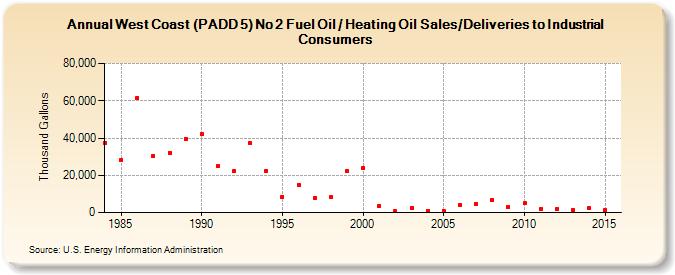 Annual West Coast (PADD 5) No 2 Fuel Oil / Heating Oil Sales/Deliveries to Industrial
Consumers
Thousand Gallons
80,000
60,000
40,000
20,000
0
1985 1990 1995 2000 2005 2010 2015
Source: U.S. Energy Information Administration